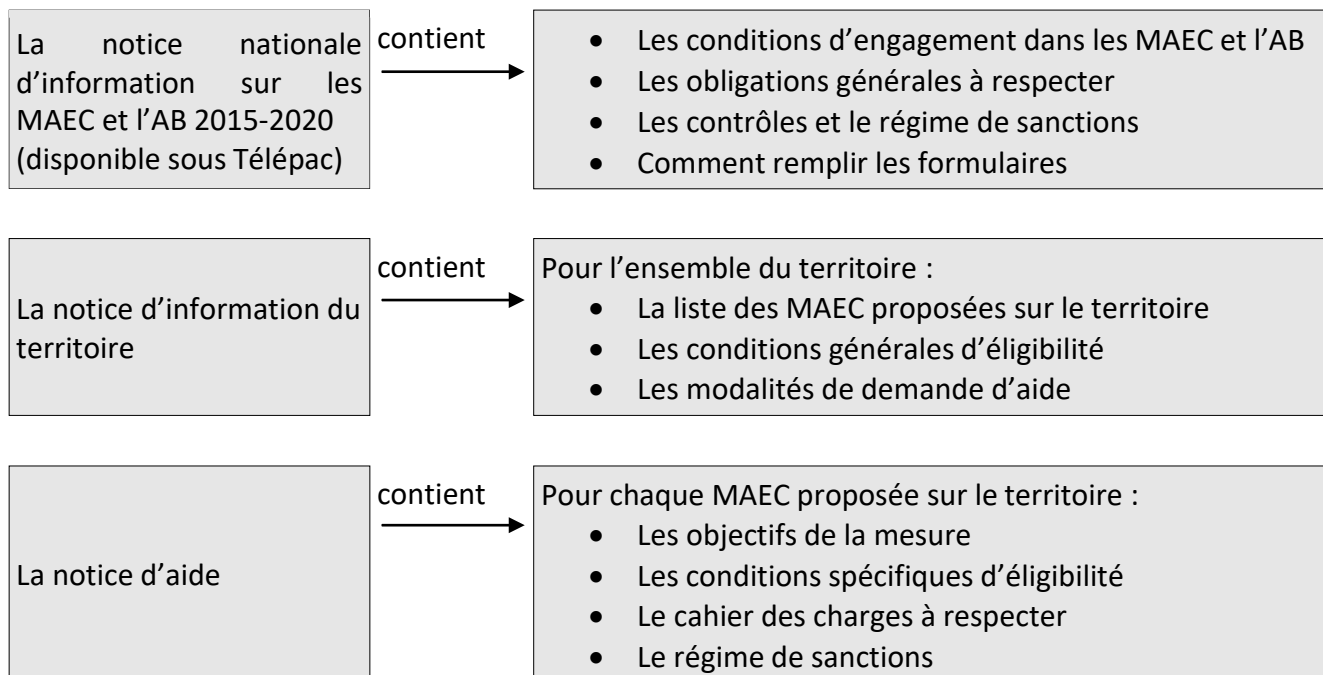 La notice nationale
d’information sur les
MAEC et l’AB 2015-2020
(disponible sous Télépac)
contient
• Les conditions d’engagement dans les MAEC et l’AB
• Les obligations générales à respecter
• Les contrôles et le régime de sanctions
• Comment remplir les formulaires
La notice d’information du
territoire
contient
Pour l’ensemble du territoire :
• La liste des MAEC proposées sur le territoire
• Les conditions générales d’éligibilité
• Les modalités de demande d’aide
La notice d’aide
contient
Pour chaque MAEC proposée sur le territoire :
• Les objectifs de la mesure
• Les conditions spécifiques d’éligibilité
• Le cahier des charges à respecter
• Le régime de sanctions